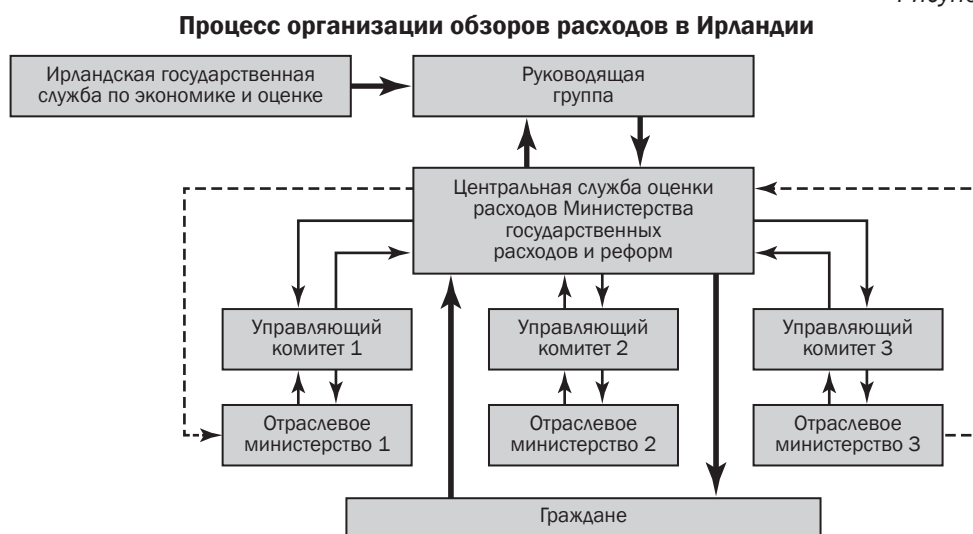 Процесс организации обзоров расходов в Ирландии
Ирландская государственная
служба по экономике и оценке
Руководящая
группа
Центральная служба оценки
расходов Министерства
государственных
расходов и реформ
Управляющий
комитет 1
Управляющий
комитет 2
Управляющий
комитет 3
Отраслевое
министерство 1
Отраслевое
министерство 2
Отраслевое
министерство 3
Граждане